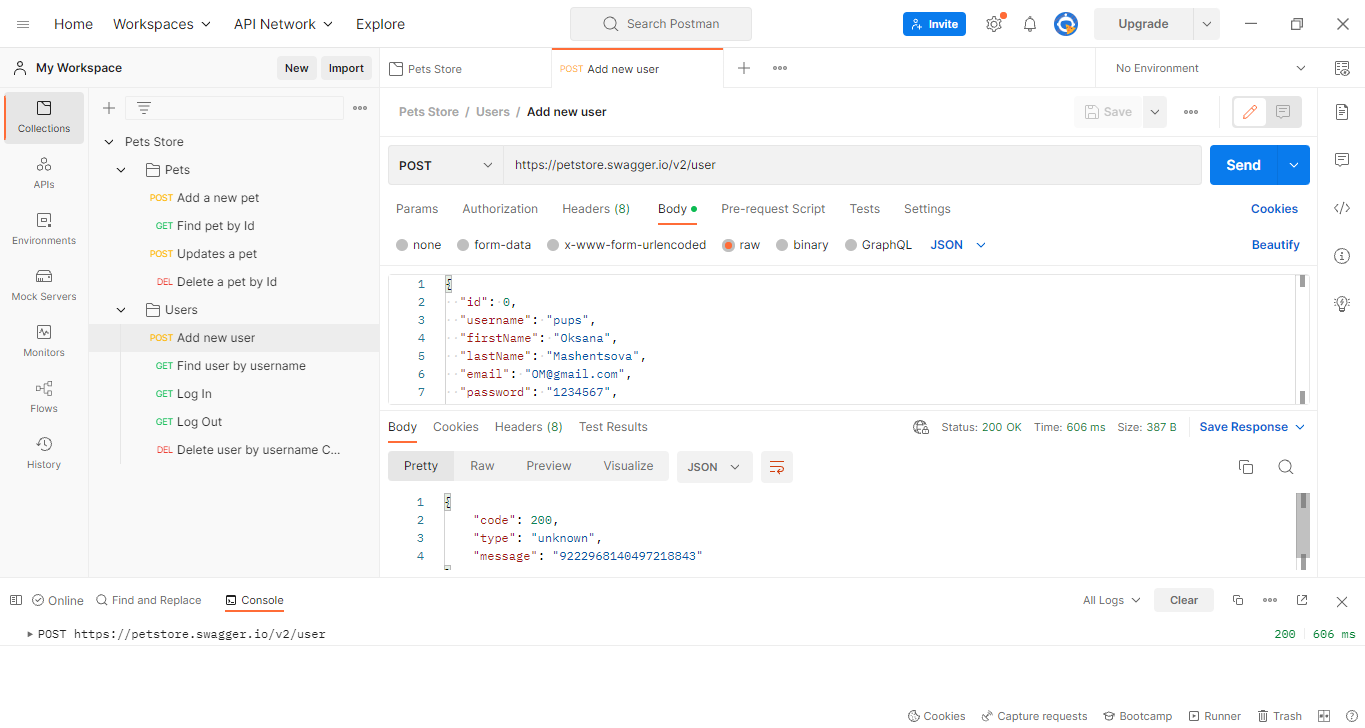 Home Workspaces API Network Explore Search Postman Invite Upgrade
My Workspace New Import Pets Store POST Add new user No Environment
Collections
APIs
Environments
Mock Servers
Monitors
Flows
History
Pets Store
Pets
POST Add a new pet
GET Find pet by Id
POST Updates a pet
DEL Delete a pet by Id
Users
POST Add new user
GET Find user by username
GET Log In
GET Log Out
DEL Delete user by username C...
Pets Store / Users / Add new user Save
POST https://petstore.swagger.io/v2/user Send
Params Authorization Headers (8) Body Pre-request Script Tests Settings Cookies
none form-data x-www-form-urlencoded raw binary GraphQL JSON Beautify
1 {
2 "id": 0,
3 "username": "pups",
4 "firstName": "Oksana",
5 "lastName": "Mashentsova",
6 "email": "OM@gmail.com",
7 "password": "1234567",
Body Cookies Headers (8) Test Results Status: 200 OK Time: 606 ms Size: 387 B Save Response
Pretty Raw Preview Visualize JSON
1 {
2 "code": 200,
3 "type": "unknown",
4 "message": "9222968140497218843"
Online Find and Replace Console All Logs Clear
POST https://petstore.swagger.io/v2/user 200 606 ms
Cookies Capture requests Bootcamp Runner Trash